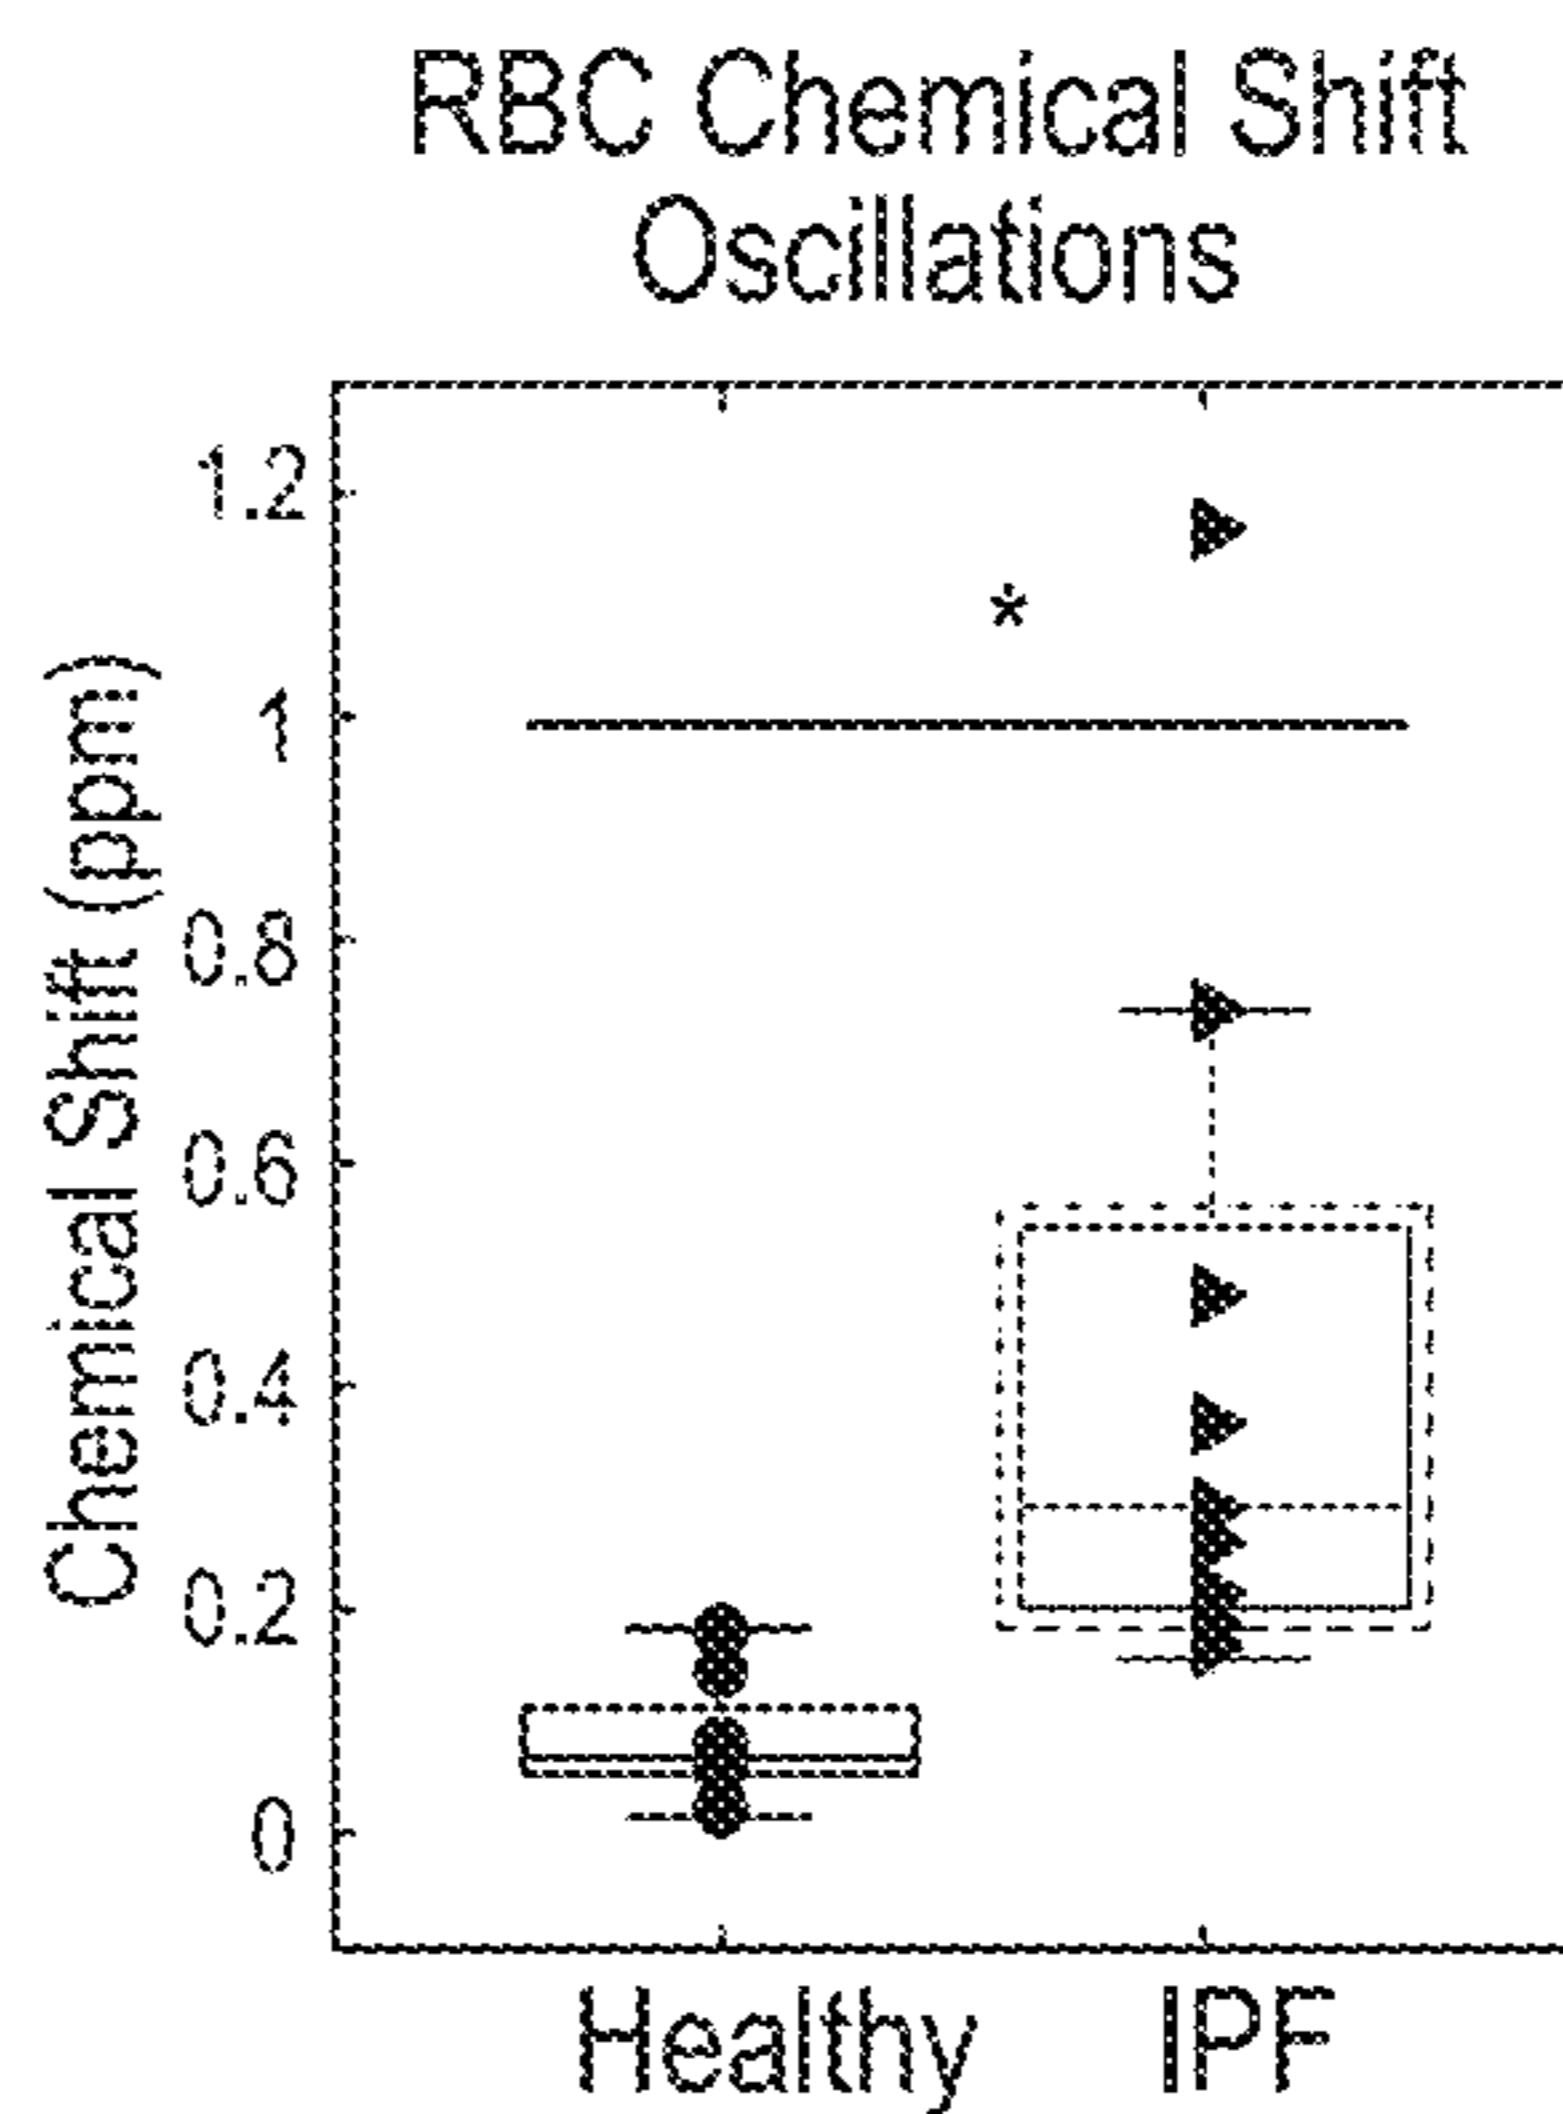 RBC Chemical Shift
Oscillations
Chemical Shift (ppm)
1.2
1
0.8
0.6
0.4
0.2
0
*
Healthy IPF